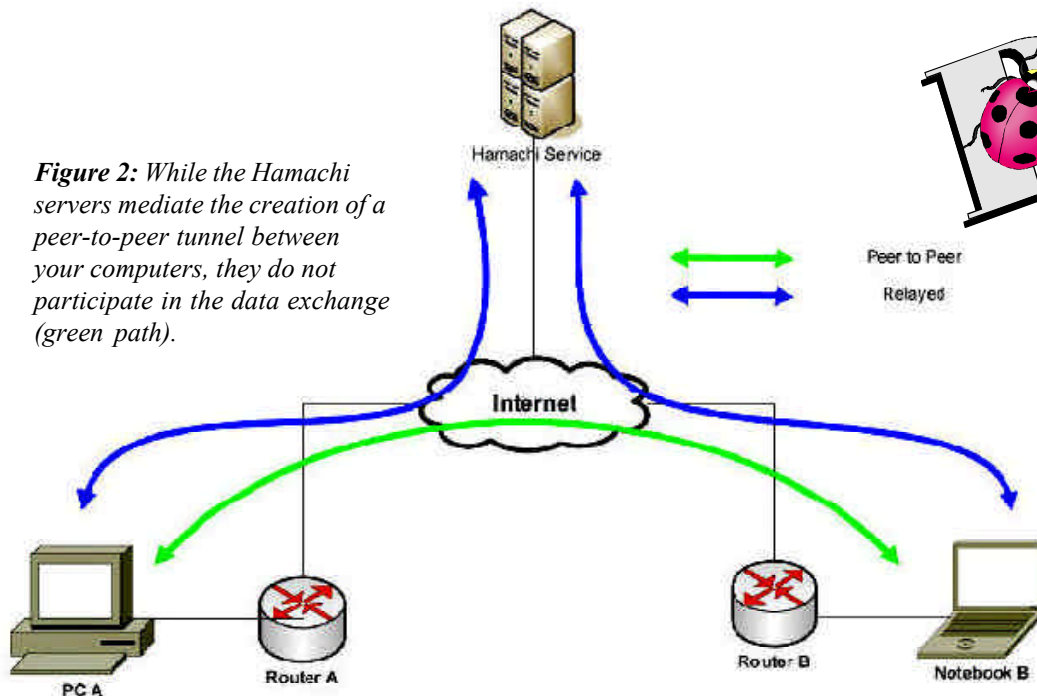 Hamachi Service
Figure 2: While the Hamachi
servers mediate the creation of a
peer-to-peer tunnel between
your computers, they do not
participate in the data exchange
(green path).
Peer to Peer
Relayed
Internet
Router A
Router B
PC A
Notebook B